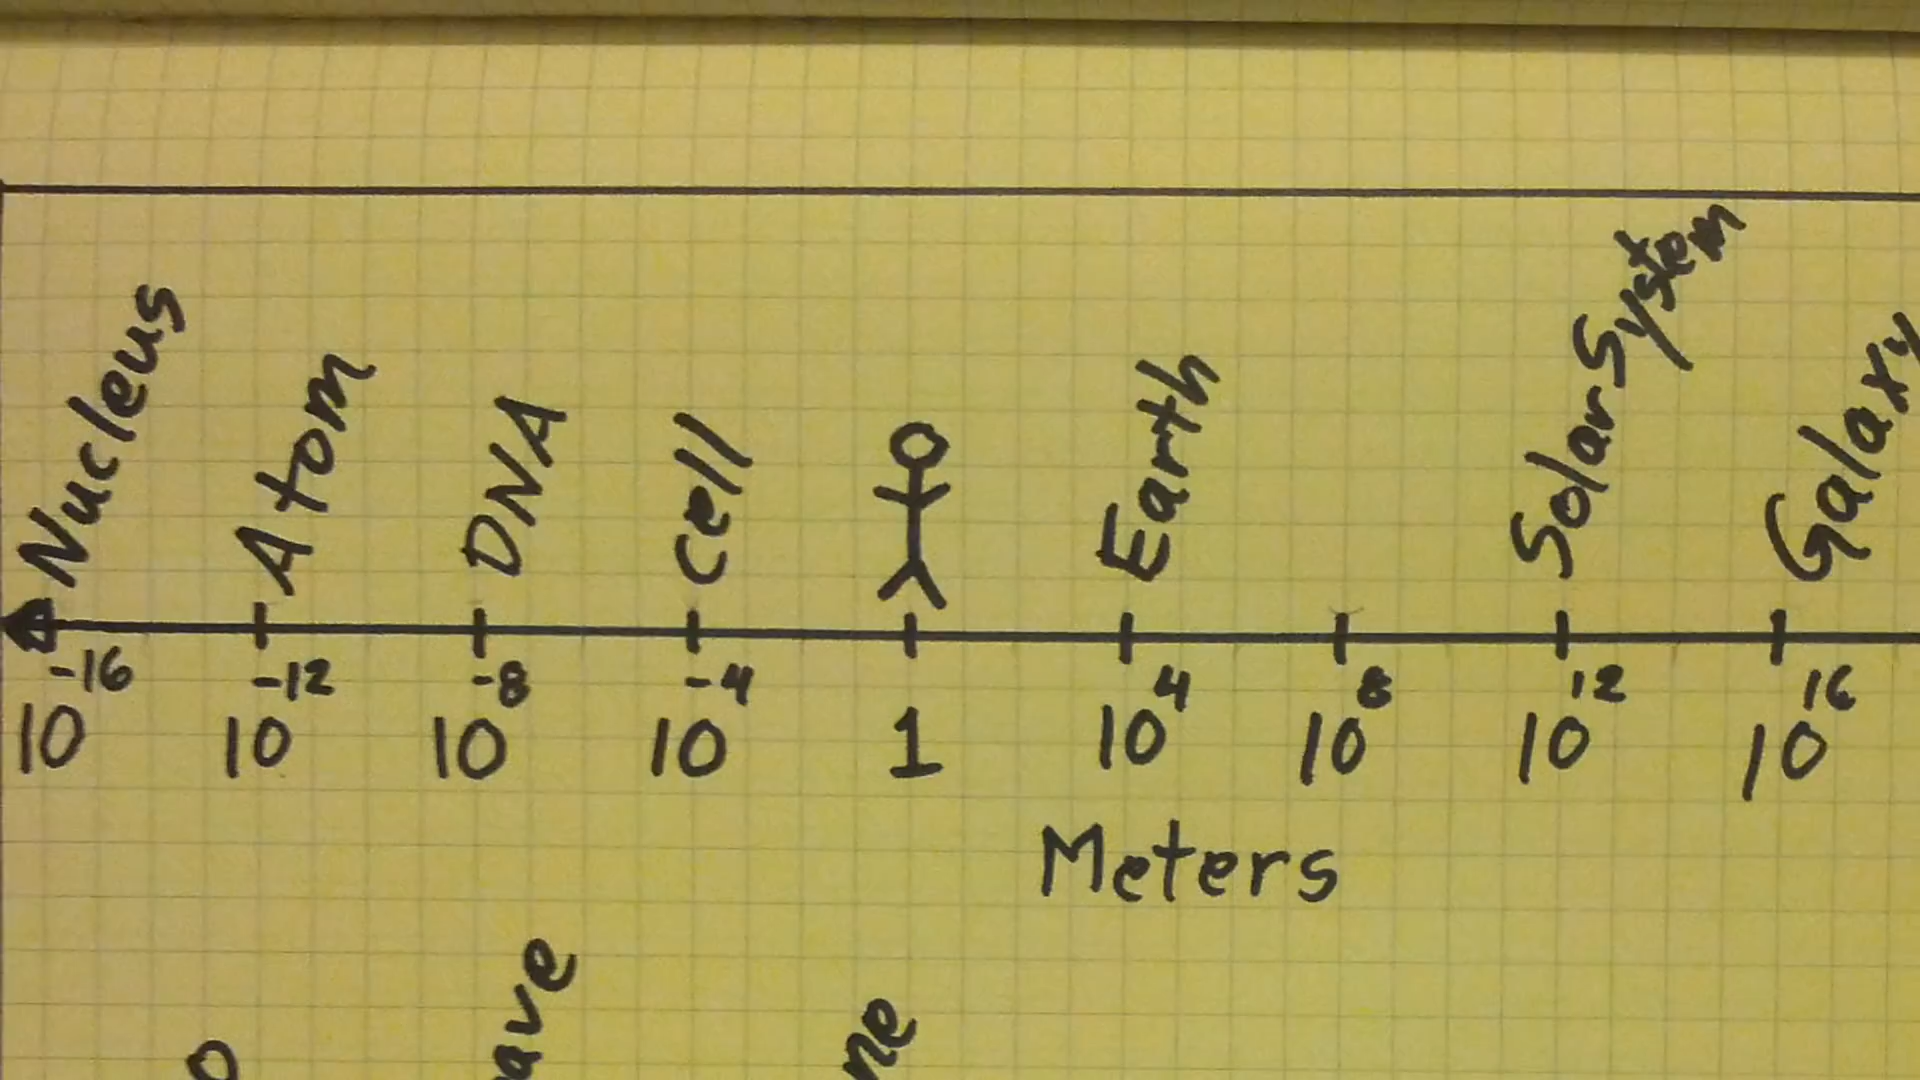 Nucleus Atom DNA cell Earth Solar System Galaxy
10^-16 10^-12 10^-8 10^-4 1 10^4 10^8 10^12 10^16
Meters